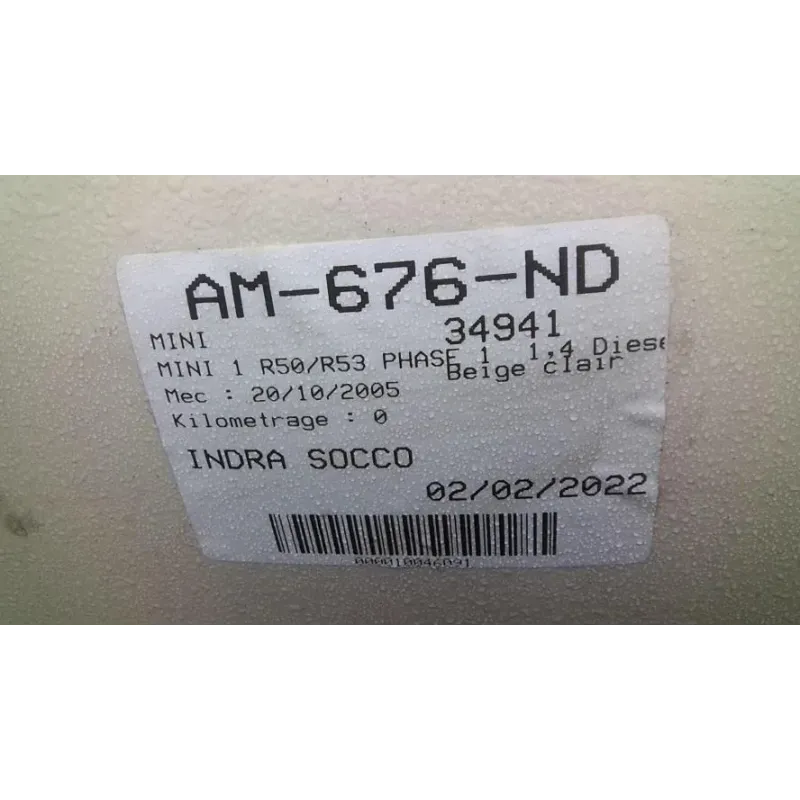 AM-676-ND
MINI 34941
MINI 1 R50/R53 PHASE 1 1,4 Diese
Beige clair
Mec : 20/10/2005
Kilometrage : 0
INDRA SOCCO
02/02/2022
000010046091